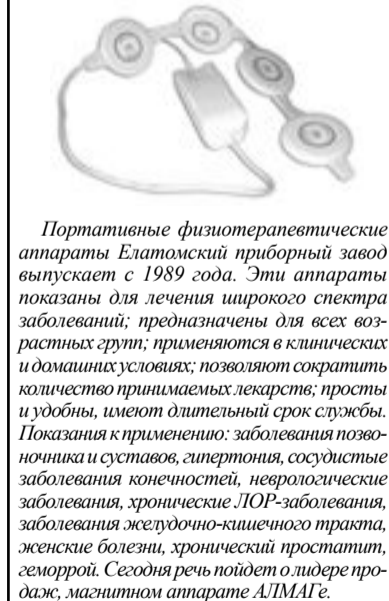 Портативные физиотерапевтические
аппараты Елатомский приборный завод
выпускает с 1989 года. Эти аппараты
показаны для лечения широкого спектра
заболеваний; предназначены для всех воз-
растных групп; применяются в клинических
и домашних условиях; позволяют сократить
количество принимаемых лекарств; просты
и удобны, имеют длительный срок службы.
Показания к применению: заболевания позво-
ночника и суставов, гипертония, сосудистые
заболевания конечностей, неврологические
заболевания, хронические ЛОР-заболевания,
заболевания желудочно-кишечного тракта,
женские болезни, хронический простатит,
геморрой. Сегодня речь пойдет о лидере про-
даж, магнитном аппарате АЛМАГе.